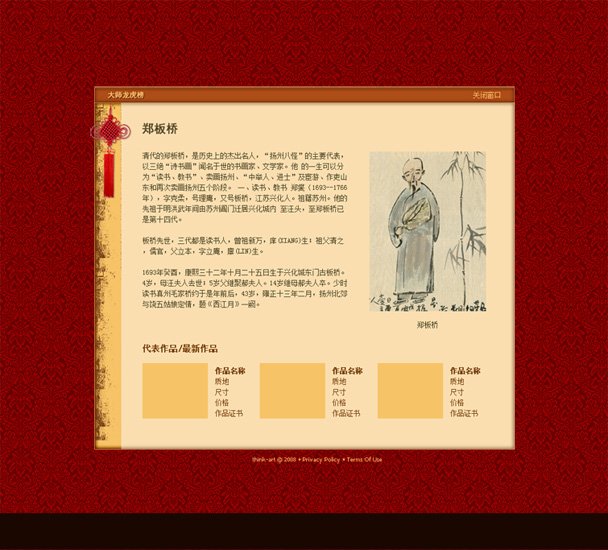 大师龙虎榜
关闭窗口
郑板桥
清代的郑板桥，是历史上的杰出名人，“扬州八怪”的主要代表，
以三绝“诗书画”闻名于世的书画家、文学家。他 的一生可以分
为“读书、教书”、卖画扬州、“中举人、进士”及宦游、作吏山
东和再次卖画扬州五个阶段。 一、读书、教书 郑燮（1693--1766
年），字克柔，号理庵，又号板桥，江苏兴化人。祖籍苏州。他的
先祖于明洪武年间由苏州阊门迁居兴化城内 至汪头，至郑板桥已
是第十四代。
板桥先世，三代都是读书人，曾祖新万，庠(XIANG)生；祖父清之
，儒官，父立本，字立庵，廪(LIN)生。
1693年癸酉，康熙三十二年十月二十五日生于兴化城东门古板桥。
4岁，母汪夫人去世；5岁父继娶郝夫人。14岁继母郝夫人卒。少时
读书真州毛家桥约于是年前后，43岁，雍正十三年二月，扬州北郊
与饶五姑娘定情，题《西江月》一阙。
郑板桥
代表作品/最新作品
作品名称
质地
尺寸
价格
作品证书
作品名称
质地
尺寸
价格
作品证书
作品名称
质地
尺寸
价格
作品证书
think-art @ 2008 • Privacy Policy • Terms Of Use